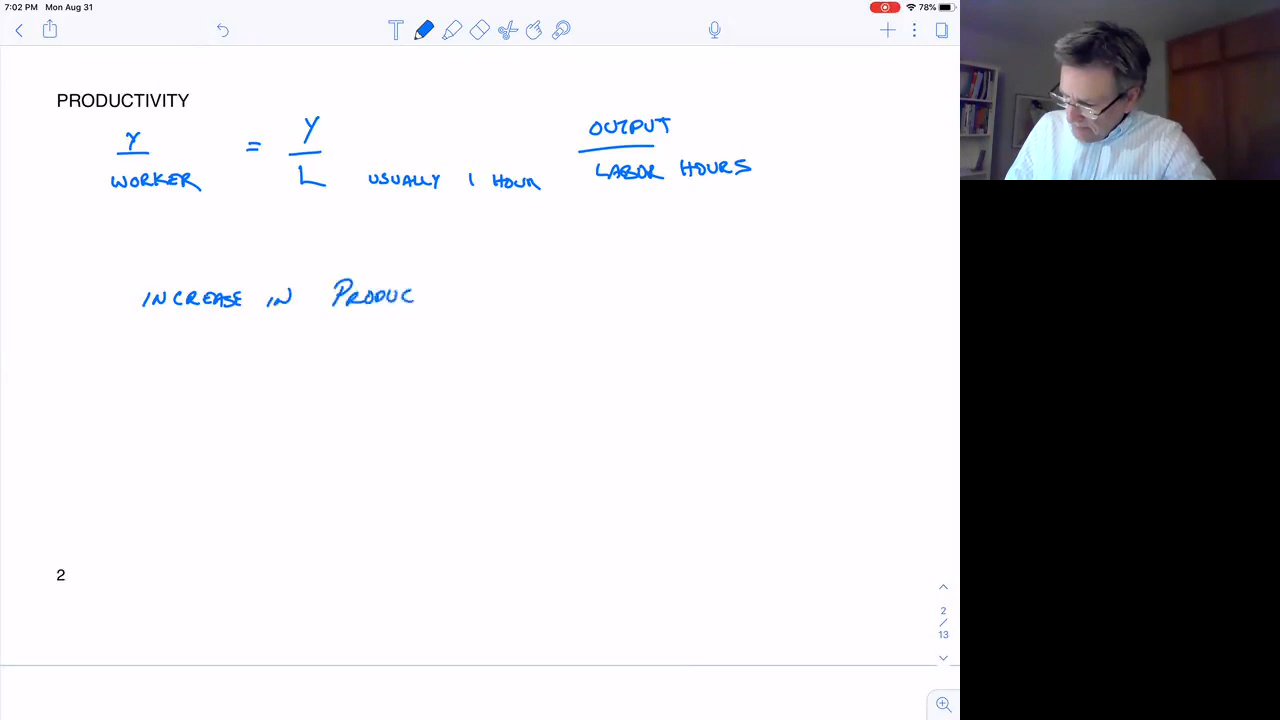 7:02 PM Mon Aug 31
78%
PRODUCTIVITY
Y Y OUTPUT
= 
WORKER L USUALLY 1 HOUR LABOR HOURS
INCREASE IN PRODUC
2
2
/
13